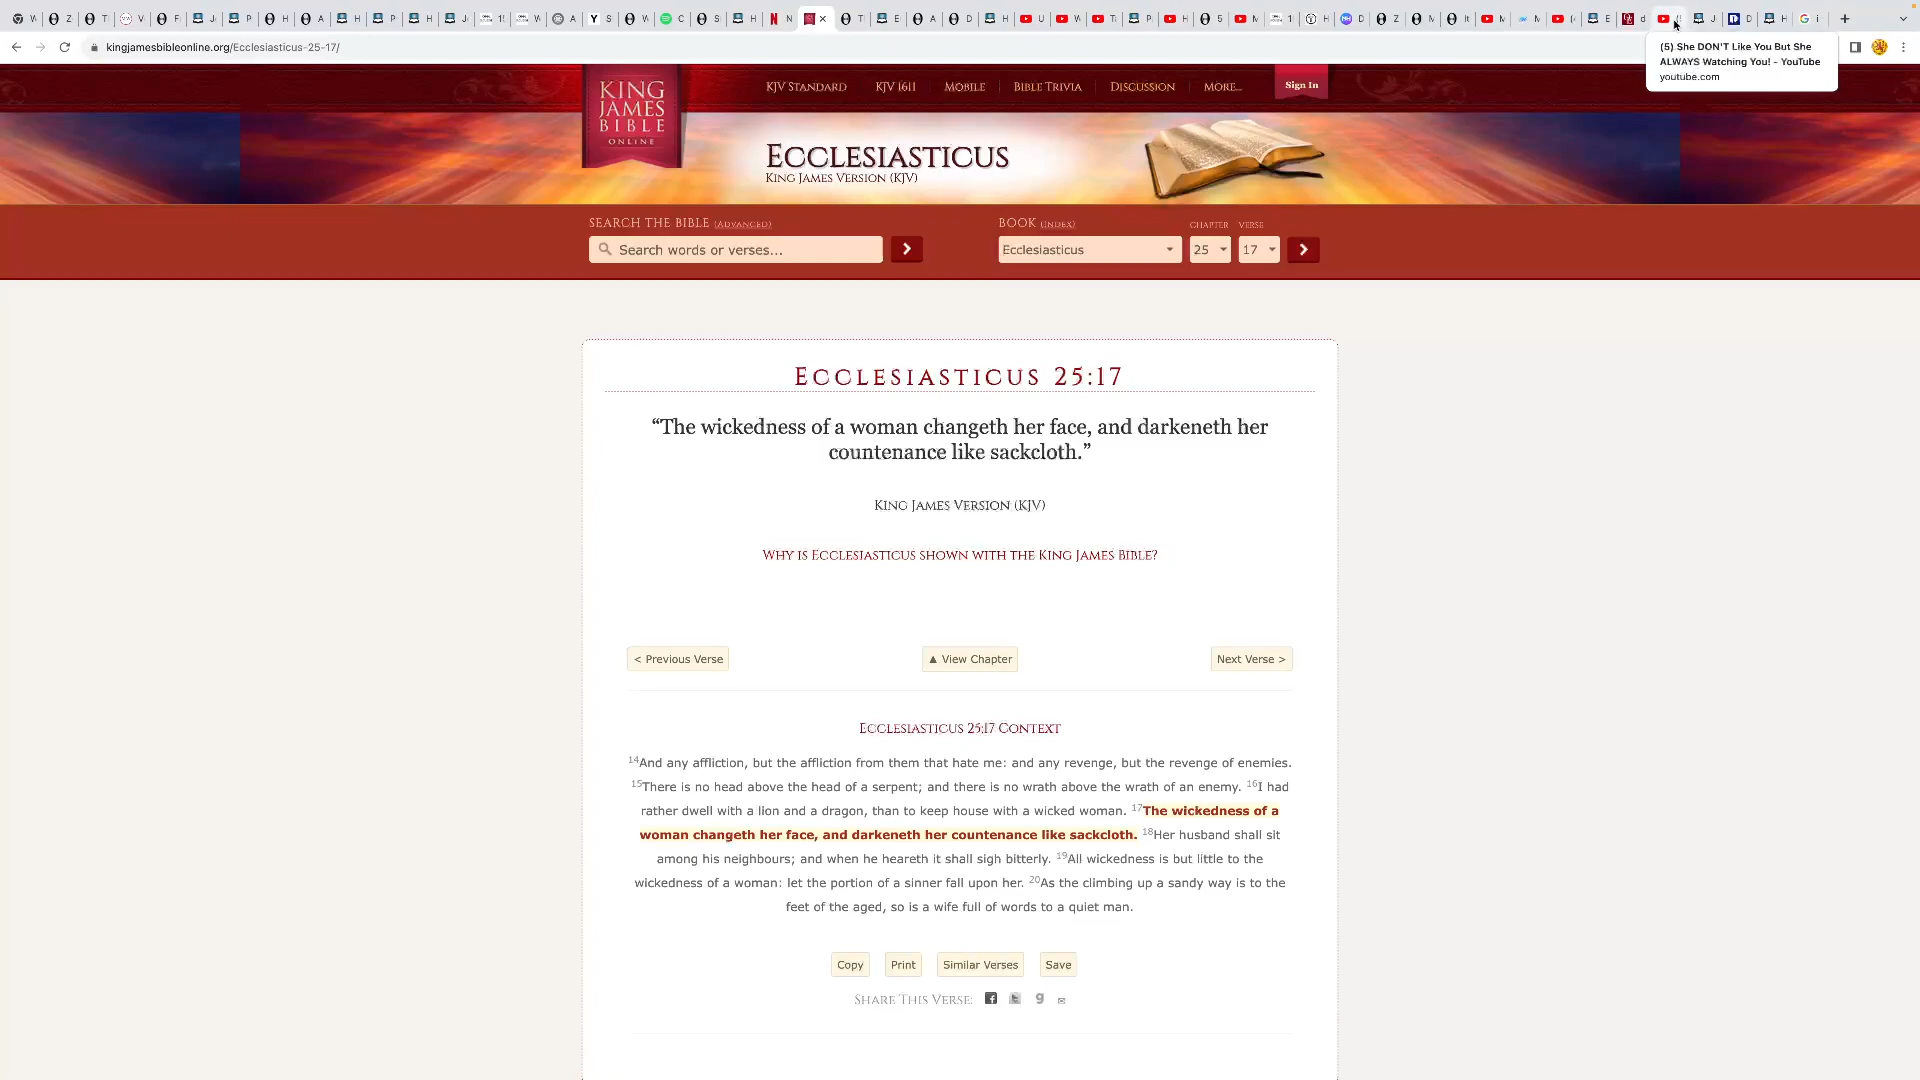 kingjamesbibleonline.org/Ecclesiasticus-25-17/
(5) She DON'T Like You But She
ALWAYS Watching You! - YouTube
youtube.com
KING
JAMES
BIBLE
ONLINE
KJV Standard
KJV 1611
Mobile
Bible Trivia
Discussion
More...
Sign In
Ecclesiasticus
King James Version (KJV)
SEARCH THE BIBLE (Advanced)
BOOK (Index)
CHAPTER
VERSE
Search words or verses...
Ecclesiasticus
25
17
Ecclesiasticus 25:17
“The wickedness of a woman changeth her face, and darkeneth her
countenance like sackcloth.”
King James Version (KJV)
Why is Ecclesiasticus shown with the King James Bible?
< Previous Verse
▲ View Chapter
Next Verse >
Ecclesiasticus 25:17 Context
14And any affliction, but the affliction from them that hate me: and any revenge, but the revenge of enemies.
15There is no head above the head of a serpent; and there is no wrath above the wrath of an enemy. 16I had
rather dwell with a lion and a dragon, than to keep house with a wicked woman. 17The wickedness of a
woman changeth her face, and darkeneth her countenance like sackcloth. 18Her husband shall sit
among his neighbours; and when he heareth it shall sigh bitterly. 19All wickedness is but little to the
wickedness of a woman: let the portion of a sinner fall upon her. 20As the climbing up a sandy way is to the
feet of the aged, so is a wife full of words to a quiet man.
Copy
Print
Similar Verses
Save
Share This Verse: